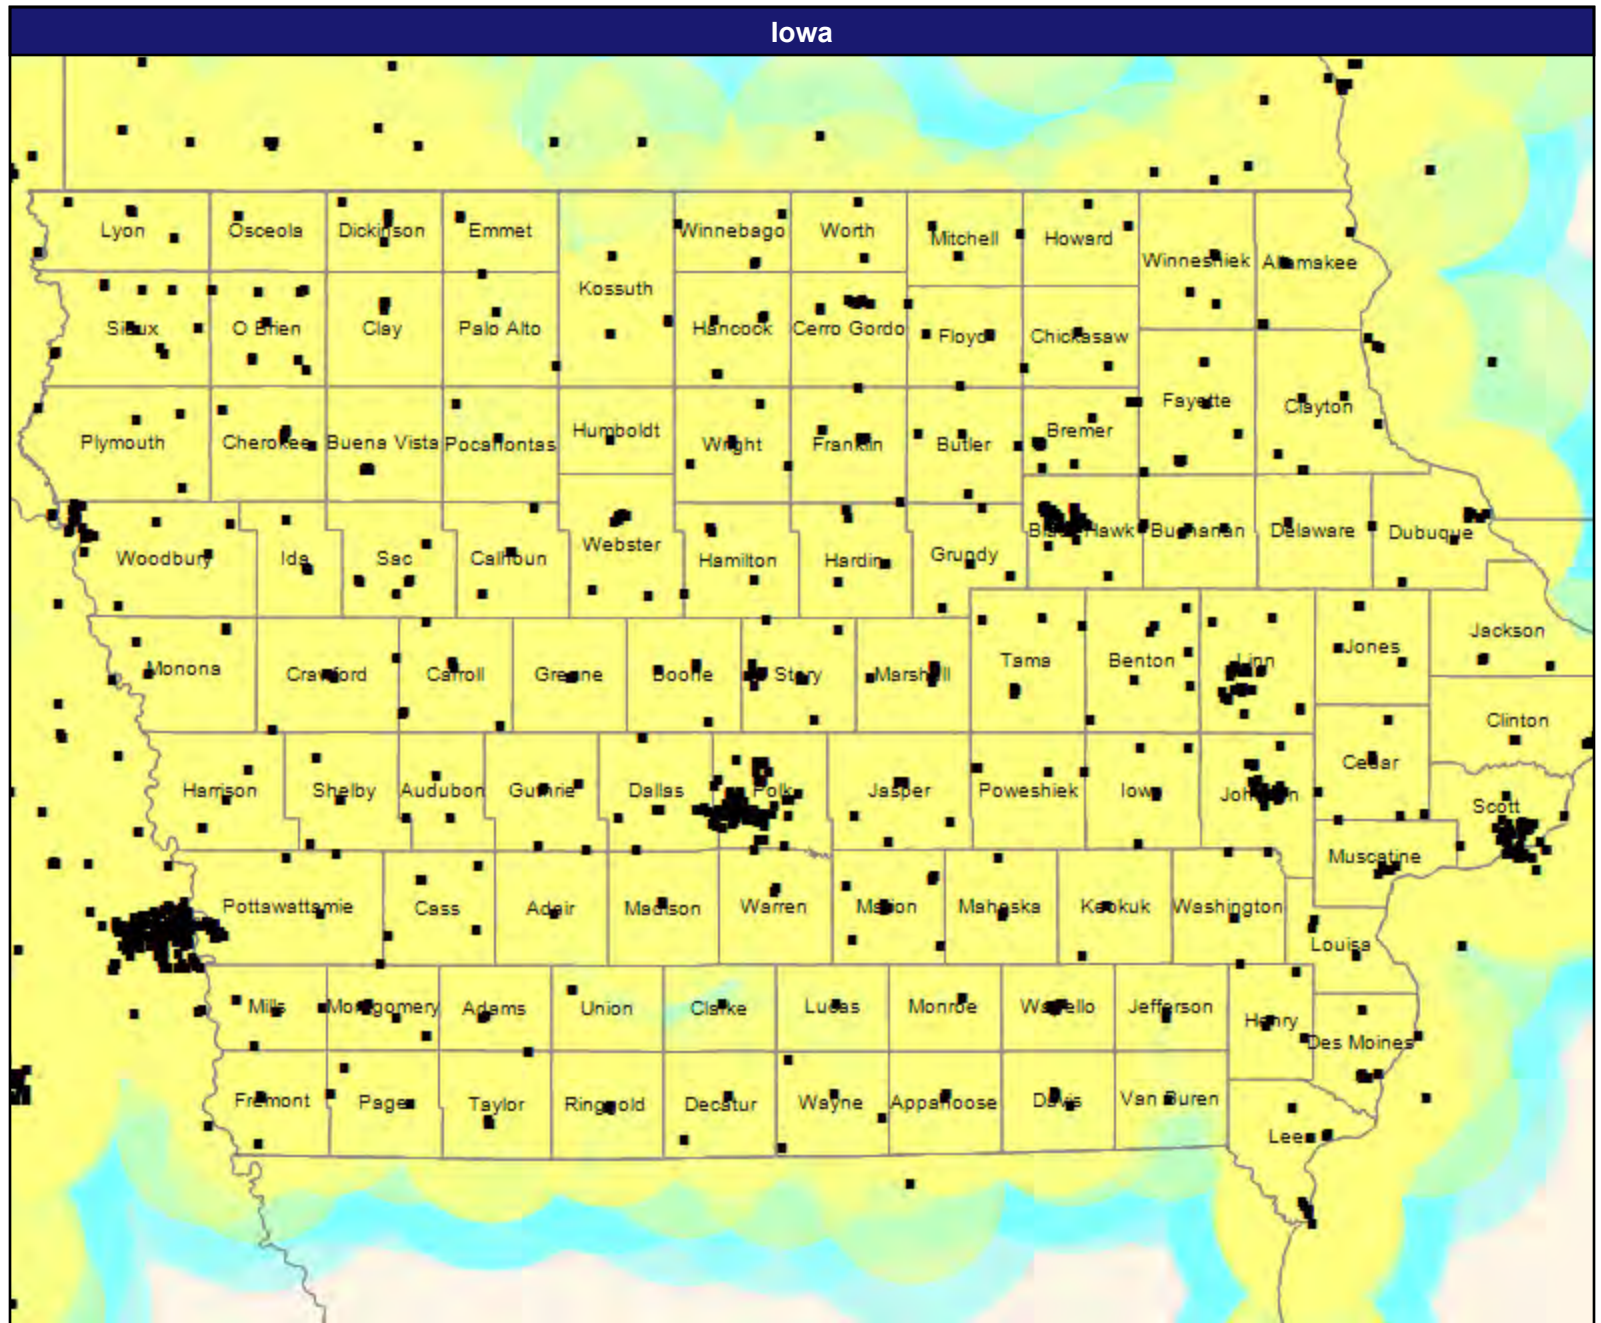 Iowa
Lyon Osceola Dickinson Emmet Winnebago Worth Mitchell Howard
Winneshiek Allamakee
Kossuth
Sioux O Brien Clay Palo Alto Hancock Cerro Gordo Floyd Chickasaw
Fayette Clayton
Plymouth Cherokee Buena Vista Pocahontas Humboldt Wright Franklin Butler Bremer
Woodbury Ida Sac Calhoun Webster Hamilton Hardin Grundy Black Hawk Buchanan Delaware Dubuque
Monona Crawford Carroll Greene Boone Story Marshall Tama Benton Linn Jones Jackson
Clinton
Harrison Shelby Audubon Guthrie Dallas Polk Jasper Poweshiek Iowa Johnson Cedar
Scott
Muscatine
Pottawattamie Cass Adair Madison Warren Marion Mahaska Keokuk Washington
Louisa
Mills Montgomery Adams Union Clarke Lucas Monroe Wapello Jefferson Henry
Des Moines
Fremont Page Taylor Ringgold Decatur Wayne Appanoose Davis Van Buren
Lee